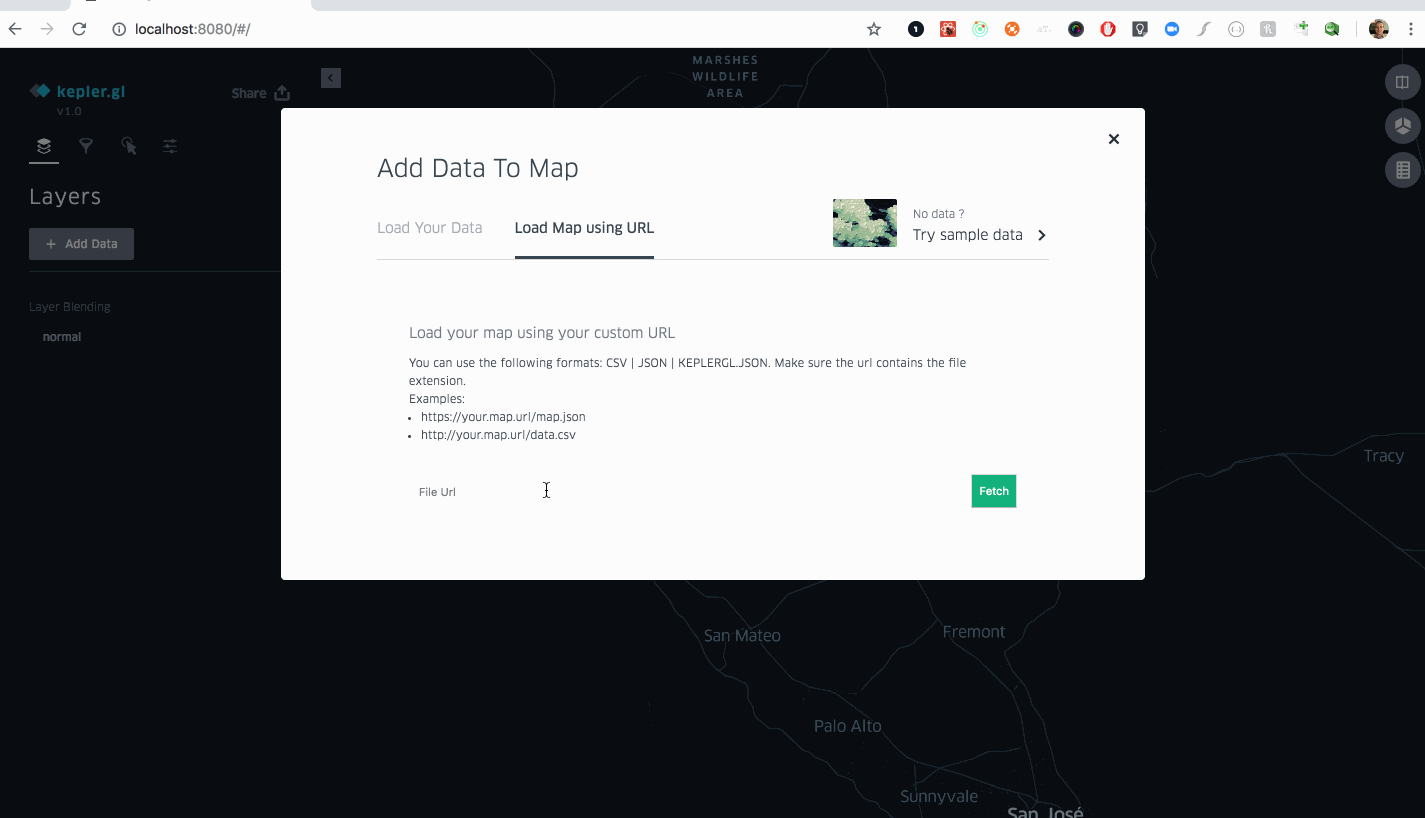 localhost:8080/#/
MARSHES
WILDLIFE
AREA
kepler.gl
v1.0
Share
Layers
+ Add Data
Layer Blending
normal
Add Data To Map
Load Your Data
Load Map using URL
No data ?
Try sample data
Load your map using your custom URL
You can use the following formats: CSV | JSON | KEPLERGL.JSON. Make sure the url contains the file
extension.
Examples:
• https://your.map.url/map.json
• http://your.map.url/data.csv
File Url
Fetch
Tracy
San Mateo
Fremont
Palo Alto
Sunnyvale
San José